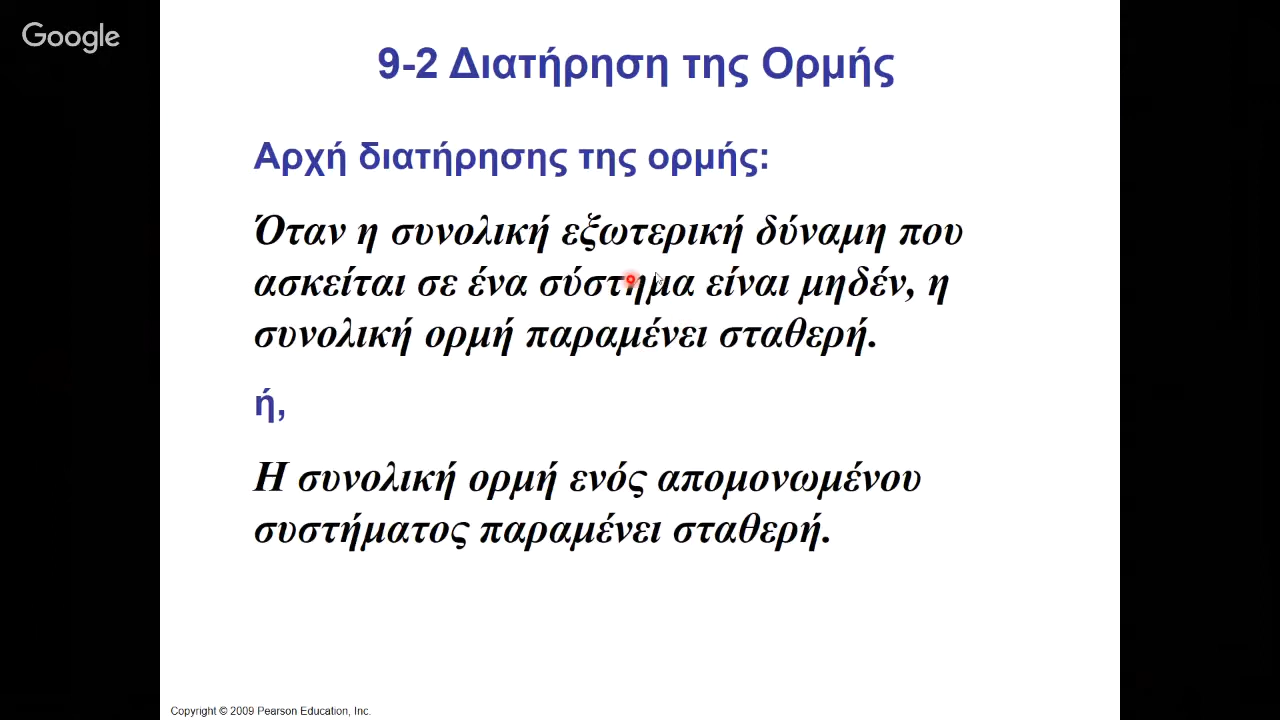 Google
9-2 Διατήρηση της Ορμής
Αρχή διατήρησης της ορμής:
Όταν η συνολική εξωτερική δύναμη που
ασκείται σε ένα σύστημα είναι μηδέν, η
συνολική ορμή παραμένει σταθερή.
ή,
Η συνολική ορμή ενός απομονωμένου
συστήματος παραμένει σταθερή.
Copyright © 2009 Pearson Education, Inc.